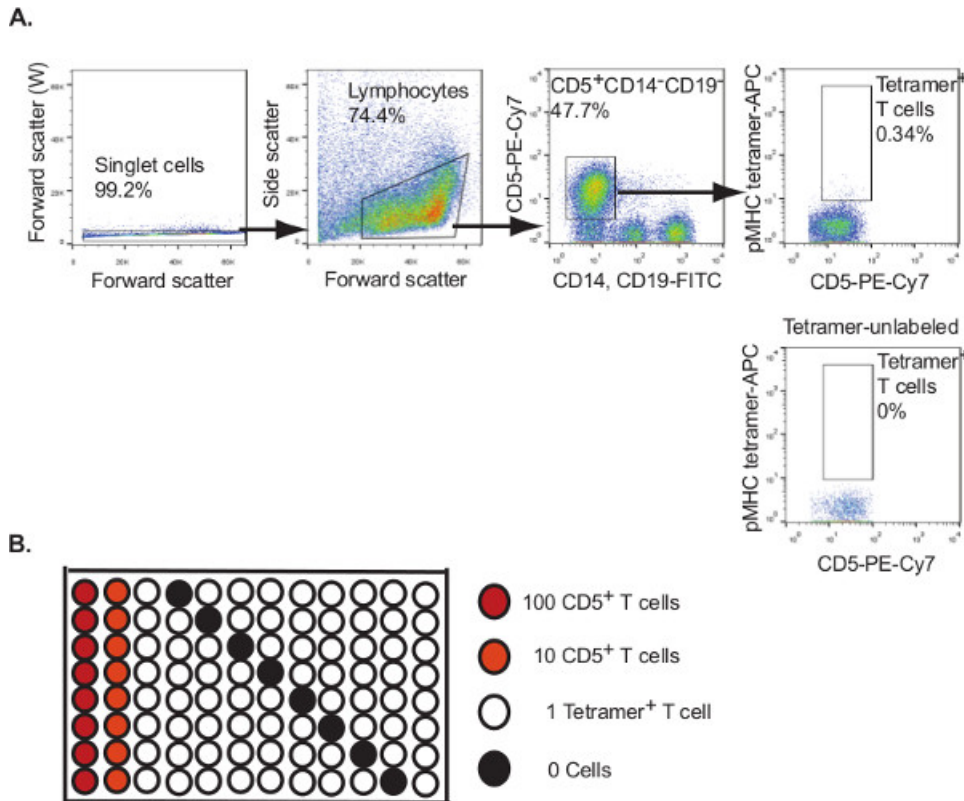 A.
Forward scatter (W)
Singlet cells
99.2%
Forward scatter
Side scatter
Lymphocytes
74.4%
Forward scatter
CD5-PE-Cy7
CD5⁺CD14⁻CD19⁻
47.7%
CD14, CD19-FITC
pMHC tetramer-APC
Tetramer⁺
T cells
0.34%
CD5-PE-Cy7
Tetramer-unlabeled
pMHC tetramer-APC
Tetramer⁺
T cells
0%
CD5-PE-Cy7
B.
100 CD5⁺ T cells
10 CD5⁺ T cells
1 Tetramer⁺ T cell
0 Cells